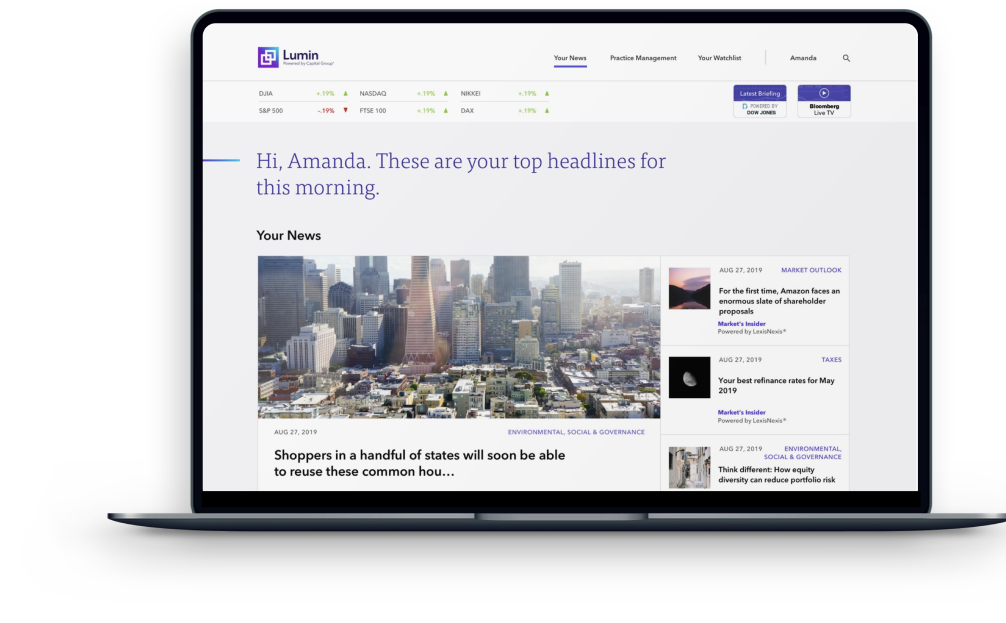 Lumin
Powered by Capital Group®
Your News
Practice Management
Your Watchlist
Amanda
DJIA +.19% ▲ NASDAQ +.19% ▲ NIKKEI +.19% ▲
S&P 500 -.19% ▼ FTSE 100 +.19% ▲ DAX +.19% ▲
Latest Briefing
POWERED BY
DOW JONES
Bloomberg
Live TV
Hi, Amanda. These are your top headlines for
this morning.
Your News
AUG 27, 2019 ENVIRONMENTAL, SOCIAL & GOVERNANCE
Shoppers in a handful of states will soon be able
to reuse these common hou...
AUG 27, 2019 MARKET OUTLOOK
For the first time, Amazon faces an
enormous slate of shareholder
proposals
Market's Insider
Powered by LexisNexis®
AUG 27, 2019 TAXES
Your best refinance rates for May
2019
Market's Insider
Powered by LexisNexis®
AUG 27, 2019 ENVIRONMENTAL,
SOCIAL & GOVERNANCE
Think different: How equity
diversity can reduce portfolio risk